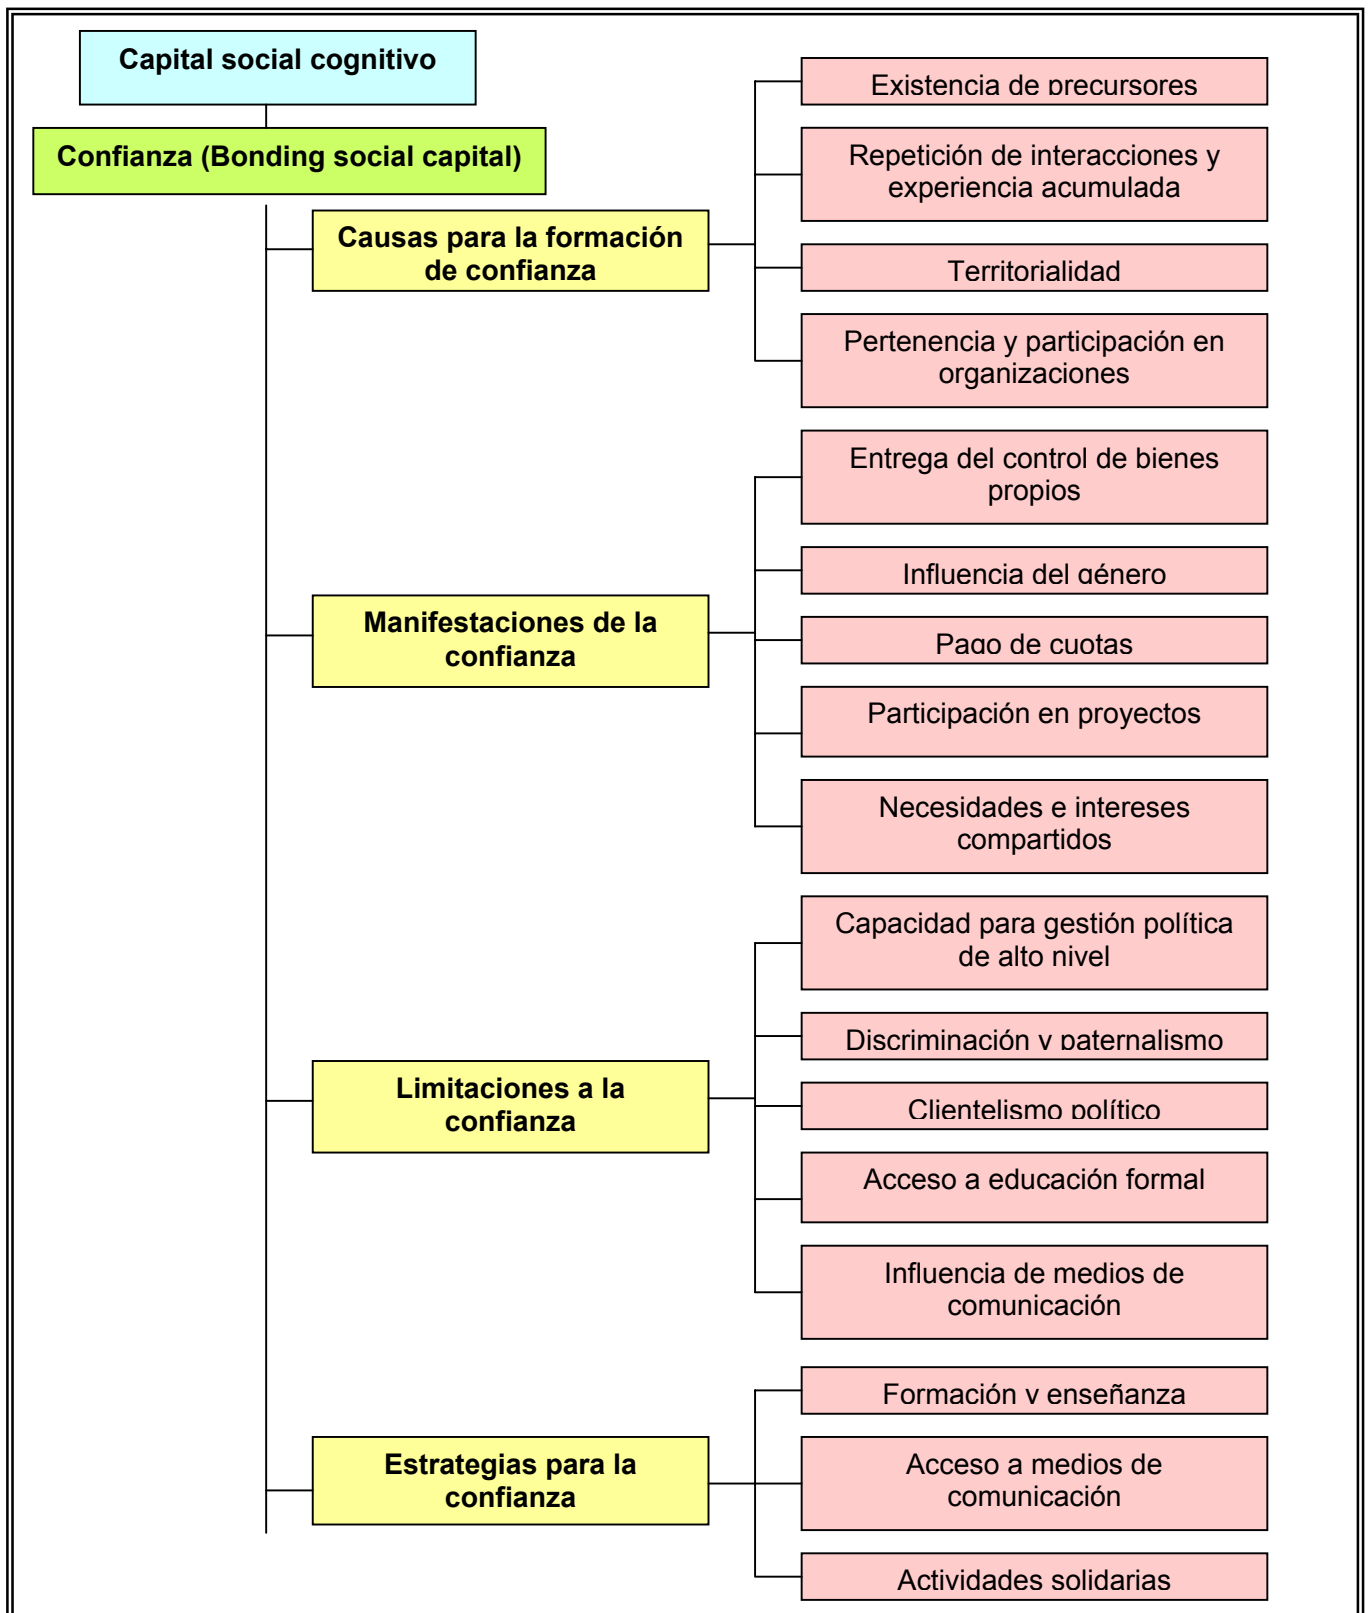 Capital social cognitivo
Confianza (Bonding social capital)
Causas para la formación
de confianza
Existencia de precursores
Repetición de interacciones y
experiencia acumulada
Territorialidad
Pertenencia y participación en
organizaciones
Manifestaciones de la
confianza
Entrega del control de bienes
propios
Influencia del género
Pago de cuotas
Participación en proyectos
Necesidades e intereses
compartidos
Limitaciones a la
confianza
Capacidad para gestión política
de alto nivel
Discriminación y paternalismo
Clientelismo político
Acceso a educación formal
Influencia de medios de
comunicación
Estrategias para la
confianza
Formación y enseñanza
Acceso a medios de
comunicación
Actividades solidarias